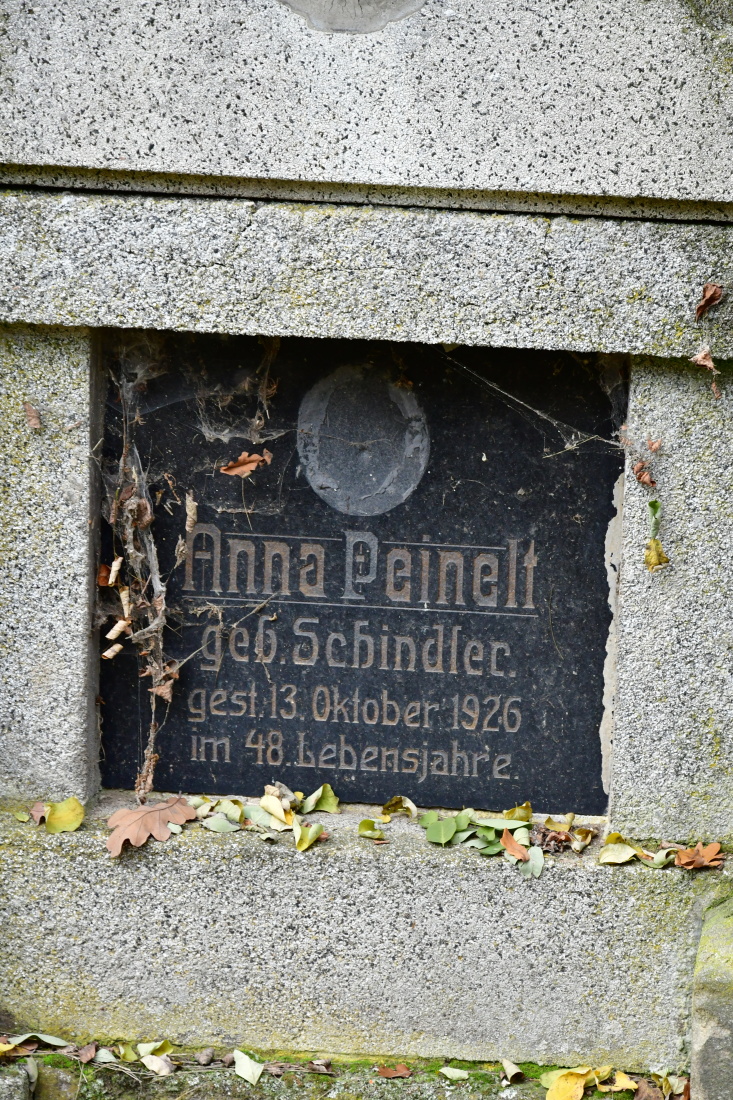 Anna Peinelt
geb. Schindler.
gest. 13. Oktober 1926
im 48. Lebensjahre.